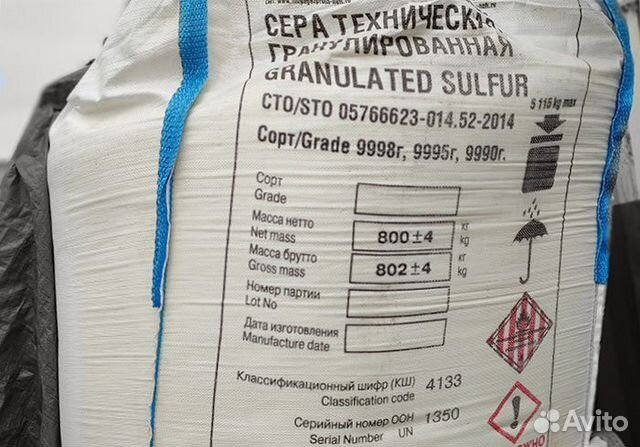 СЕРА ТЕХНИЧЕСКАЯ
ГРАНУЛИРОВАННАЯ
GRANULATED SULFUR
СТО/STO 05766623-014.52-2014
Сорт/Grade 9998г, 9995г, 9990г.
max
Сорт
Grade
Масса нетто
Net mass
800±4
кг
kg
Масса брутто
Gross mass
802±4
кг
kg
Номер партии
Lot No
Дата изготовления
Manufacture date
Классификационный шифр (КШ) 4133
Classification code
Серийный номер ООН 1350
Serial Number UN
Avito